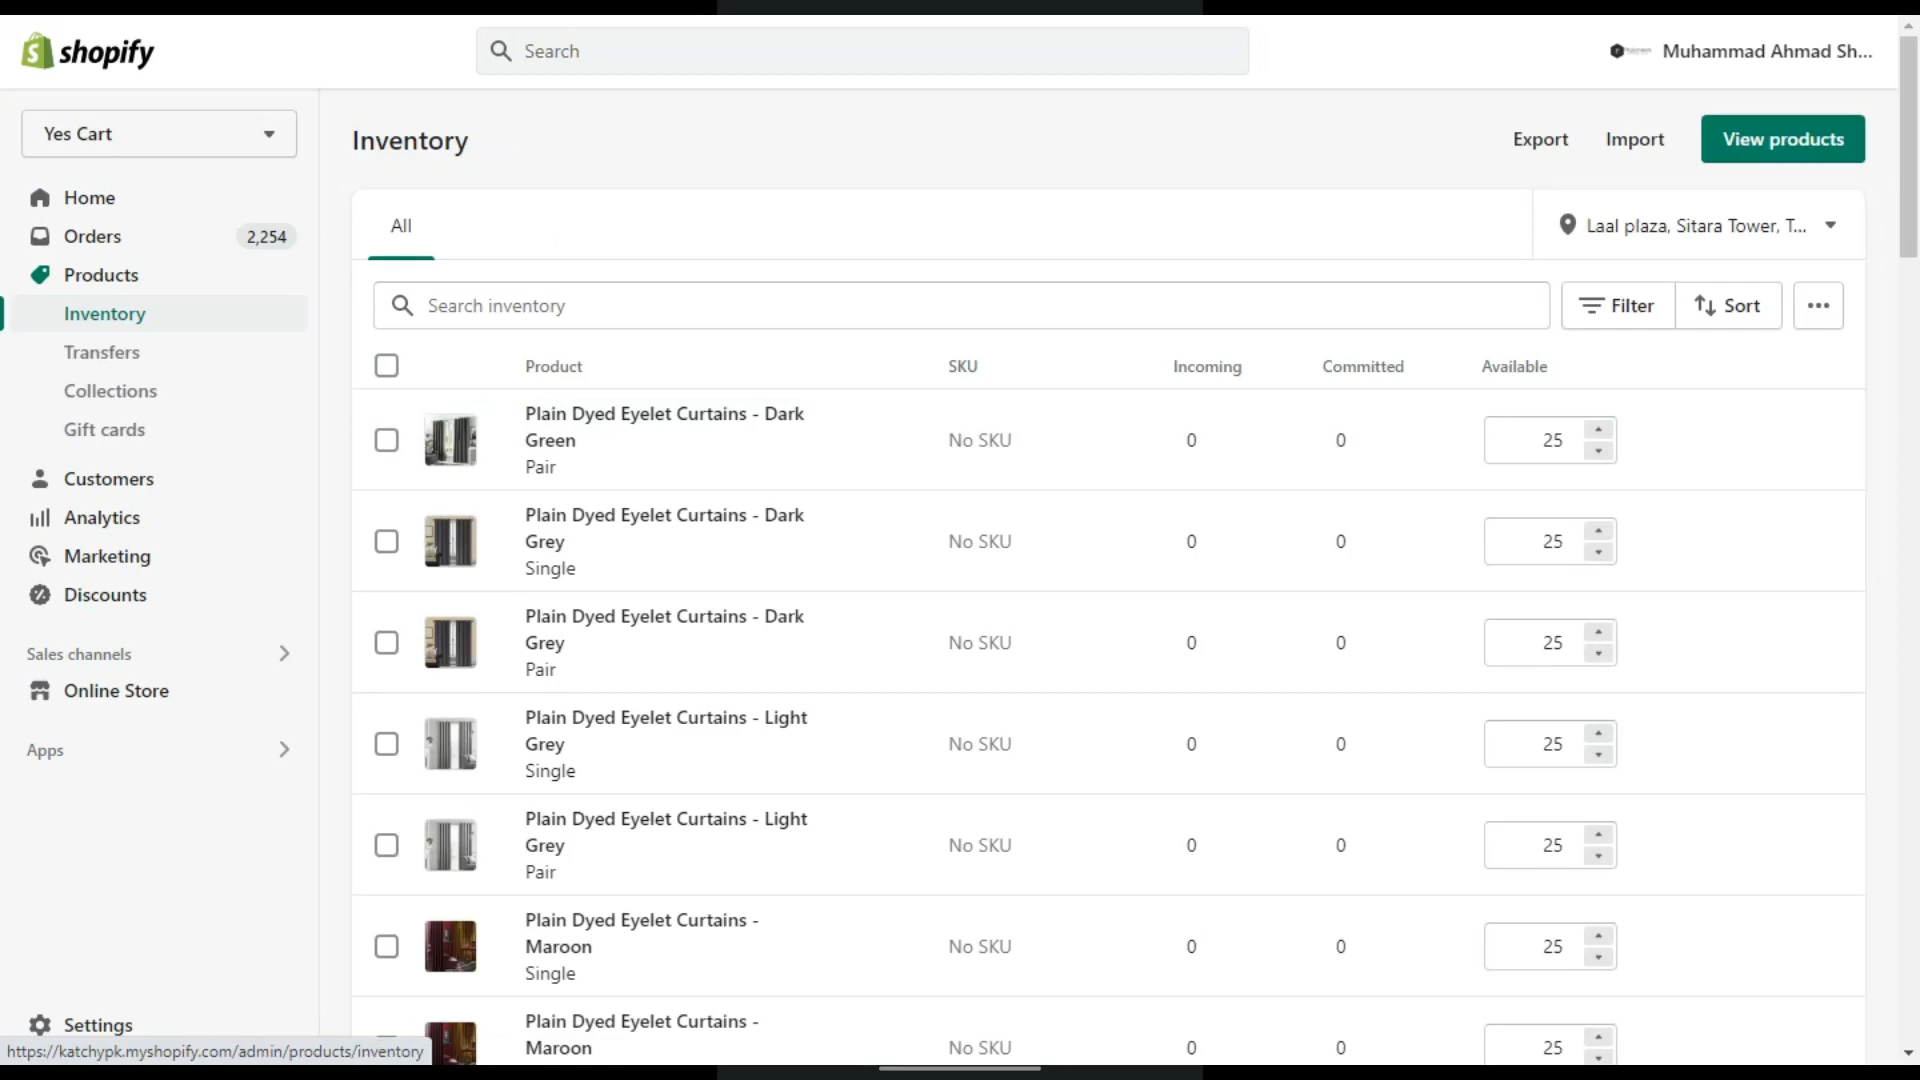 shopify
Search
Muhammad Ahmad Sh...
Yes Cart
Home
Orders
2,254
Products
Inventory
Transfers
Collections
Gift cards
Customers
Analytics
Marketing
Discounts
Sales channels
Online Store
Apps
Settings
https://katchypk.myshopify.com/admin/products/inventory
Inventory
Export
Import
View products
All
Laal plaza, Sitara Tower, T...
Search inventory
Filter
Sort
Product SKU Incoming Committed Available
Plain Dyed Eyelet Curtains - Dark
Green
Pair
No SKU 0 0 25
Plain Dyed Eyelet Curtains - Dark
Grey
Single
No SKU 0 0 25
Plain Dyed Eyelet Curtains - Dark
Grey
Pair
No SKU 0 0 25
Plain Dyed Eyelet Curtains - Light
Grey
Single
No SKU 0 0 25
Plain Dyed Eyelet Curtains - Light
Grey
Pair
No SKU 0 0 25
Plain Dyed Eyelet Curtains -
Maroon
Single
No SKU 0 0 25
Plain Dyed Eyelet Curtains -
Maroon
No SKU 0 0 25